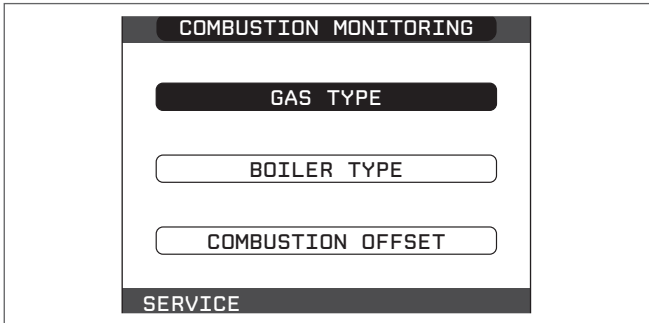 COMBUSTION MONITORING
GAS TYPE
BOILER TYPE
COMBUSTION OFFSET
SERVICE